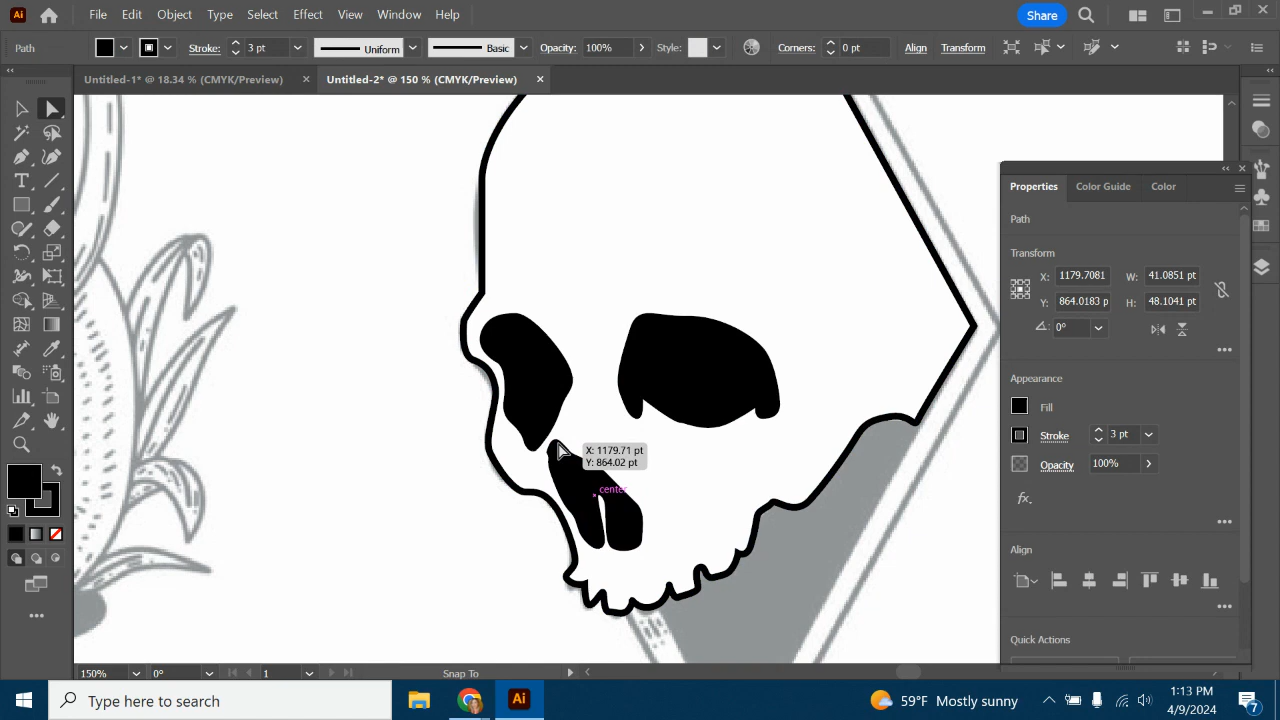 Ai File Edit Object Type Select Effect View Window Help Share
Path Stroke: 3 pt Uniform Basic Opacity: 100% Style: Corners: 0 pt Align Transform
Untitled-1* @ 18.34 % (CMYK/Preview) × Untitled-2* @ 150 % (CMYK/Preview) ×
Properties Color Guide Color
Path
Transform
X: 1179.7081 W: 41.0851 pt
Y: 864.0183 p H: 48.1041 pt
0°
Appearance
Fill
Stroke 3 pt
Opacity 100%
fx.
Align
Quick Actions
X: 1179.71 pt
Y: 864.02 pt
center
150% 0° 1 Snap To
Type here to search
Ai
59°F Mostly sunny
1:13 PM
4/9/2024
7